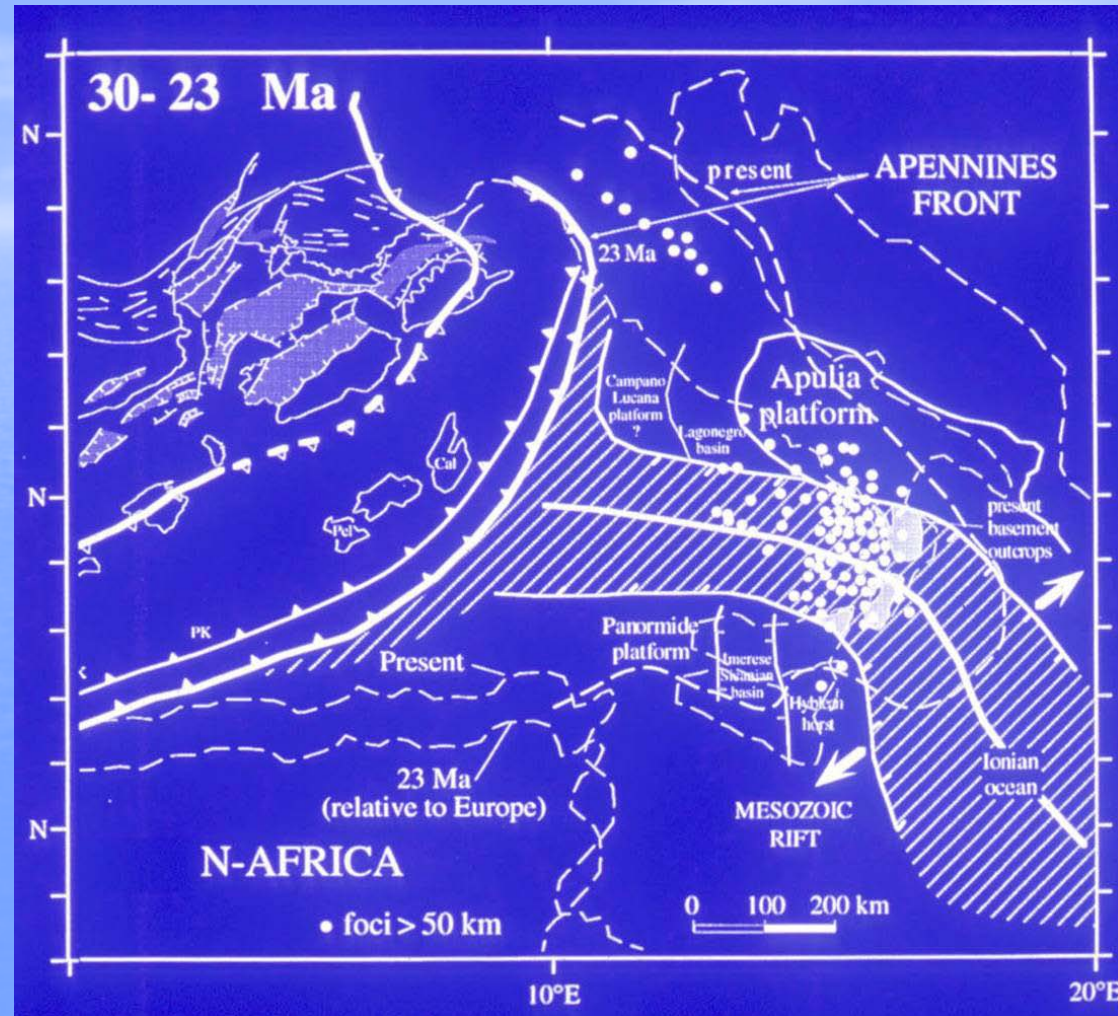 30- 23 Ma
N
present
APENNINES
FRONT
23 Ma
Campano
Lucana
platform
?
Lagonegro
basin
Apulia
platform
N
Cal
Pel
present
basement
outcrops
PK
Present
Panormide
platform
Imerese
Sicanian
basin
Hyblean
horst
23 Ma
(relative to Europe)
Ionian
ocean
MESOZOIC
RIFT
N
N-AFRICA
foci > 50 km
0 100 200 km
10°E
20°E